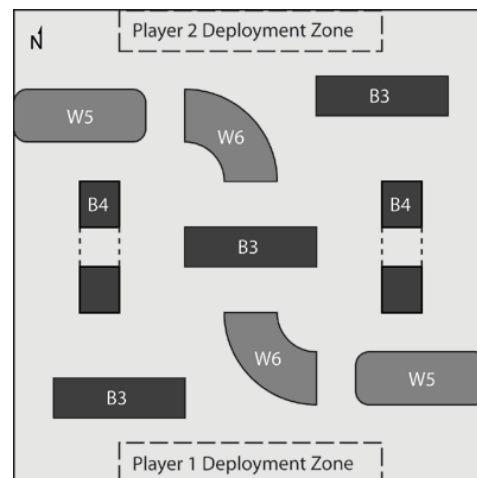 Player 2 Deployment Zone
N
B3
W5
W6
B4
B4
B3
W6
W5
B3
Player 1 Deployment Zone